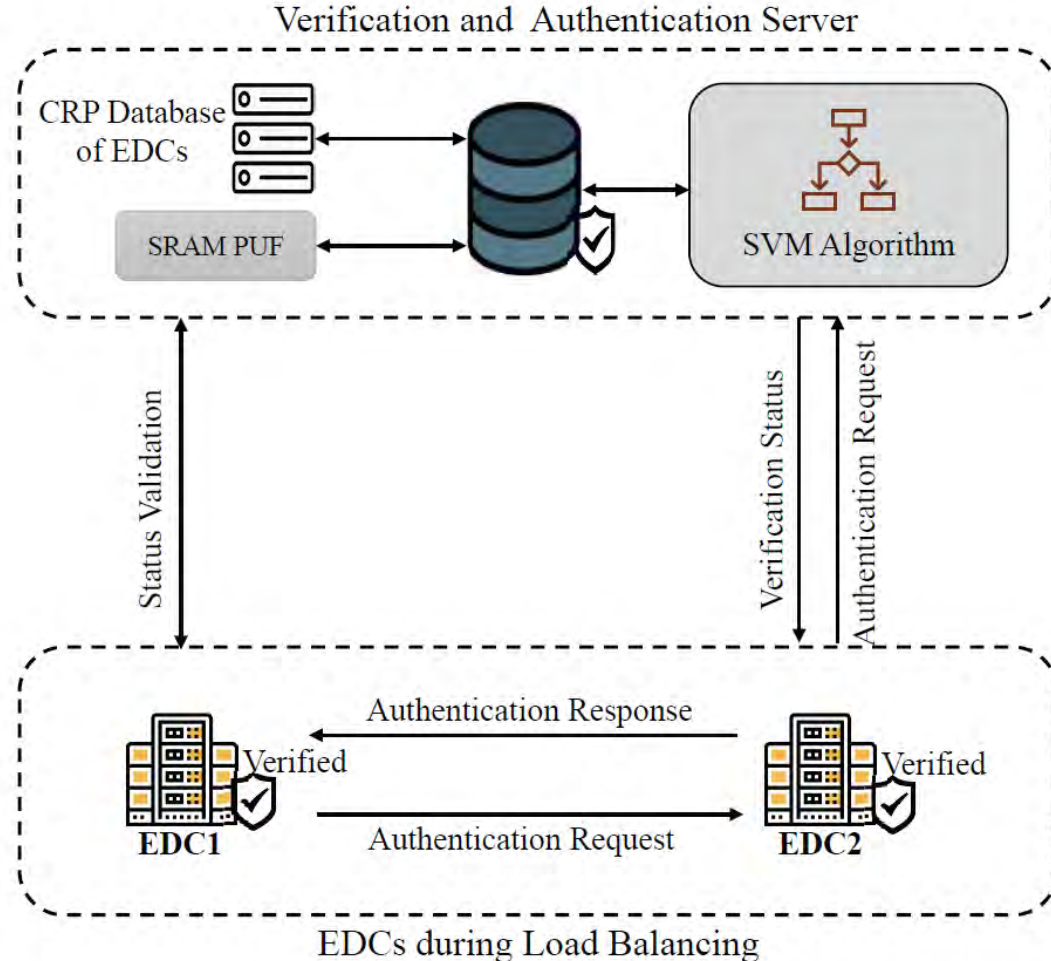 Verification and Authentication Server
CRP Database
of EDCs
SRAM PUF
SVM Algorithm
Status Validation
Verification Status
Authentication Request
Authentication Response
Verified
Verified
Authentication Request
EDC1
EDC2
EDCs during Load Balancing